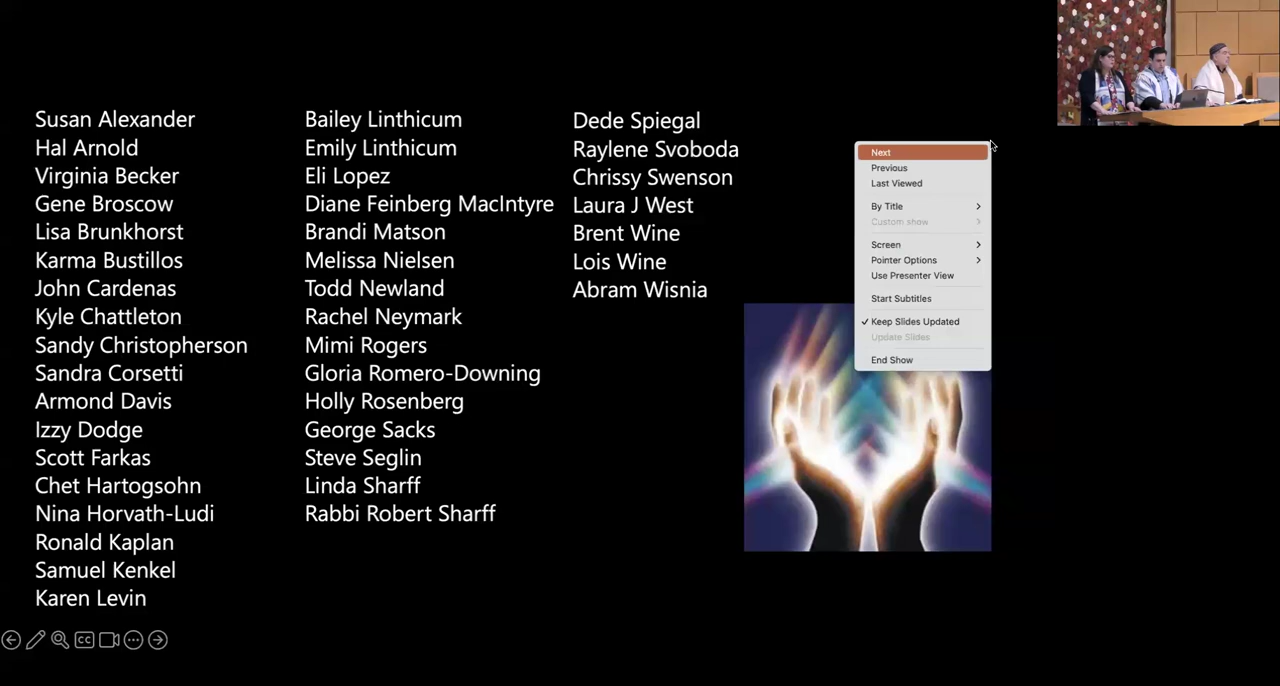 Susan Alexander
Hal Arnold
Virginia Becker
Gene Broscow
Lisa Brunkhorst
Karma Bustillos
John Cardenas
Kyle Chattleton
Sandy Christopherson
Sandra Corsetti
Armond Davis
Izzy Dodge
Scott Farkas
Chet Hartogsohn
Nina Horvath-Ludi
Ronald Kaplan
Samuel Kenkel
Karen Levin
Bailey Linthicum
Emily Linthicum
Eli Lopez
Diane Feinberg MacIntyre
Brandi Matson
Melissa Nielsen
Todd Newland
Rachel Neymark
Mimi Rogers
Gloria Romero-Downing
Holly Rosenberg
George Sacks
Steve Seglin
Linda Sharff
Rabbi Robert Sharff
Dede Spiegal
Raylene Svoboda
Chrissy Swenson
Laura J West
Brent Wine
Lois Wine
Abram Wisnia
Next
Previous
Last Viewed
By Title
Custom show
Screen
Pointer Options
Use Presenter View
Start Subtitles
Keep Slides Updated
Update Slides
End Show
CC